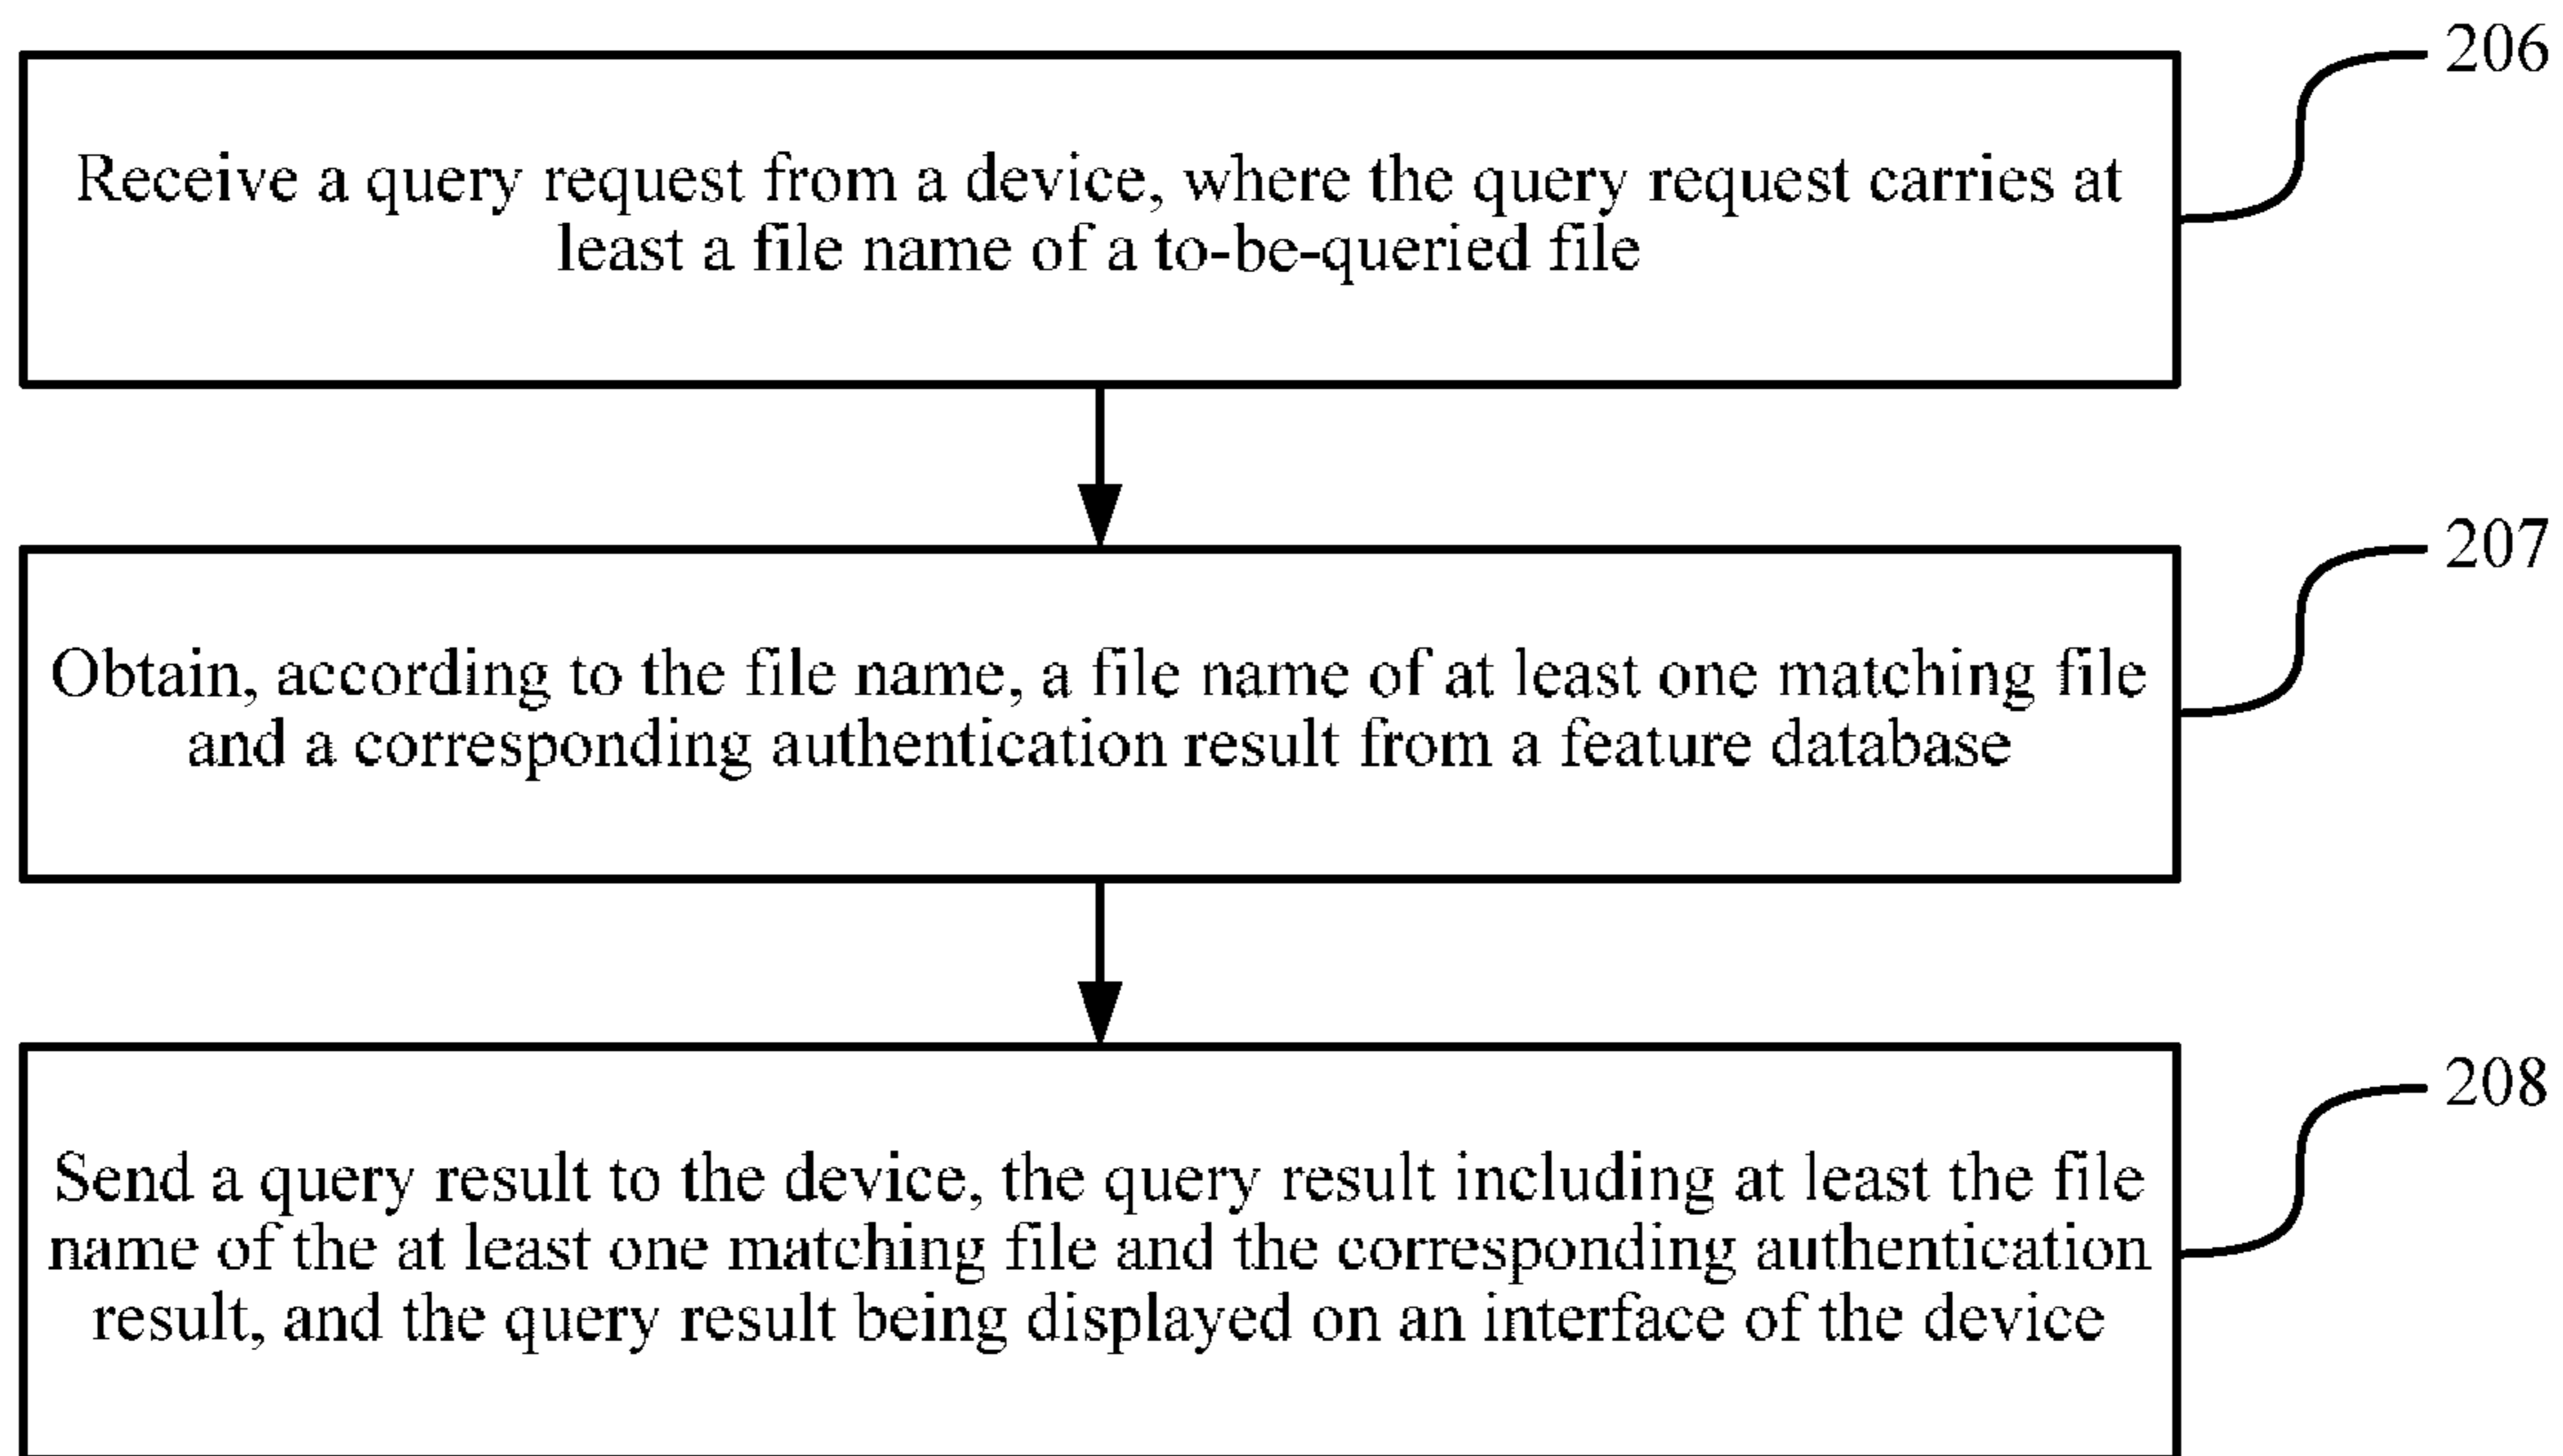 206
Receive a query request from a device, where the query request carries at
least a file name of a to-be-queried file
207
Obtain, according to the file name, a file name of at least one matching file
and a corresponding authentication result from a feature database
208
Send a query result to the device, the query result including at least the file
name of the at least one matching file and the corresponding authentication
result, and the query result being displayed on an interface of the device